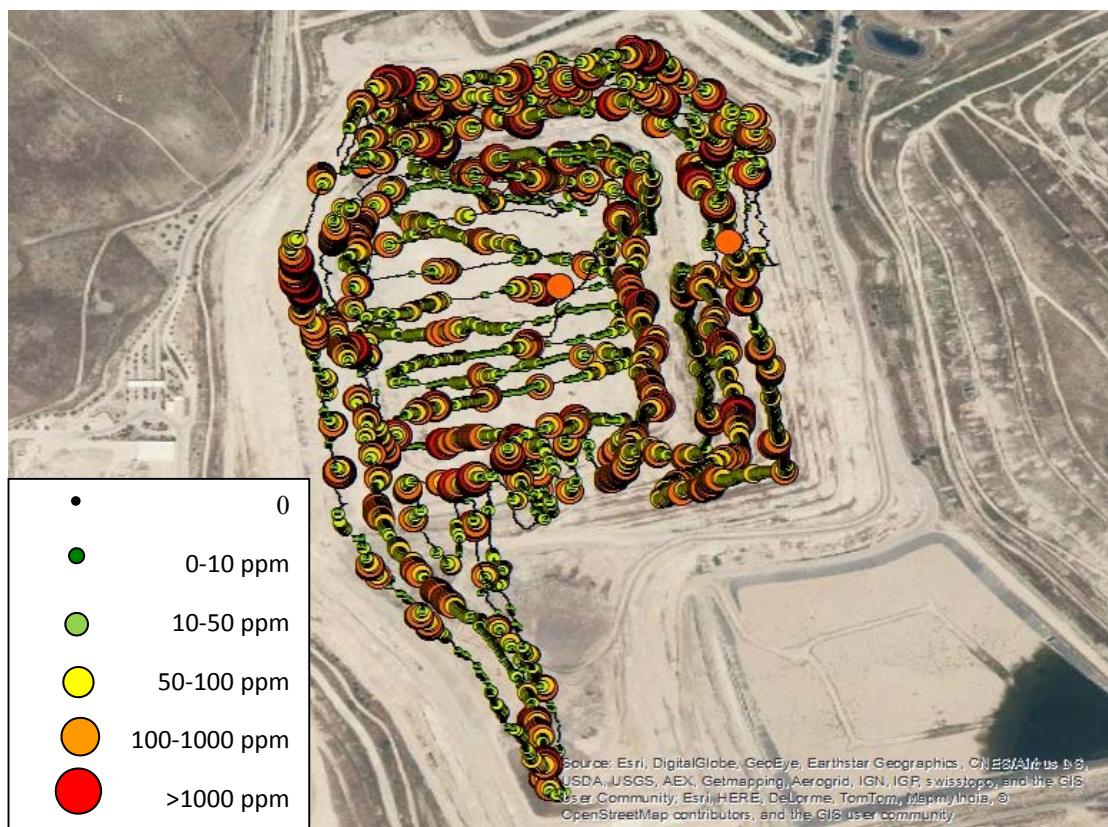 0
0-10 ppm
10-50 ppm
50-100 ppm
100-1000 ppm
>1000 ppm
Source: Esri, DigitalGlobe, GeoEye, Earthstar Geographics, CNES/Airbus DS,
USDA, USGS, AEX, Getmapping, Aerogrid, IGN, IGP, swisstopo, and the GIS
User Community; Esri, HERE, DeLorme, TomTom, MapmyIndia, ©
OpenStreetMap contributors, and the GIS user community